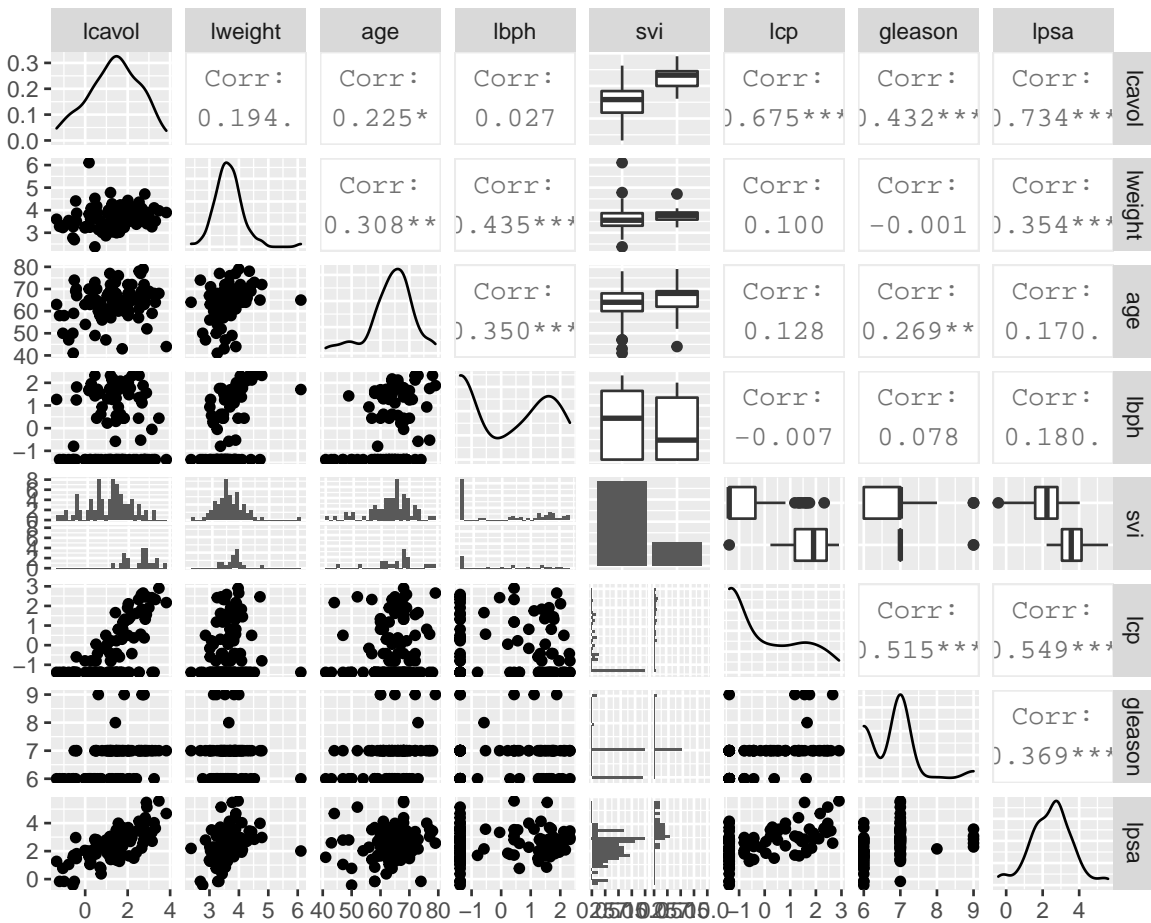 lcavol lweight age lbph svi lcp gleason lpsa
0.3 Corr: Corr: Corr: Corr: Corr: Corr: lcavol
0.2
0.1 0.194. 0.225* 0.027 0.675*** 0.432*** 0.734***
0.0
6 Corr: Corr: Corr: Corr: Corr: lweight
5
4 0.308** 0.435*** 0.100 −0.001 0.354***
3
80 Corr: Corr: Corr: Corr: age
70
60
50 0.350*** 0.128 0.269** 0.170.
40
2 Corr: Corr: Corr: lbph
1
0 −0.007 0.078 0.180.
−1
8 svi
3 Corr: Corr: lcp
2
1
0 0.515*** 0.549***
−1
9 Corr: gleason
8
7 0.369***
6
4 lpsa
2
0
0 2 4 3 4 5 6 40 50 60 70 80 −1 0 1 2 −1 0 1 2 3 6 7 8 9 0 2 4